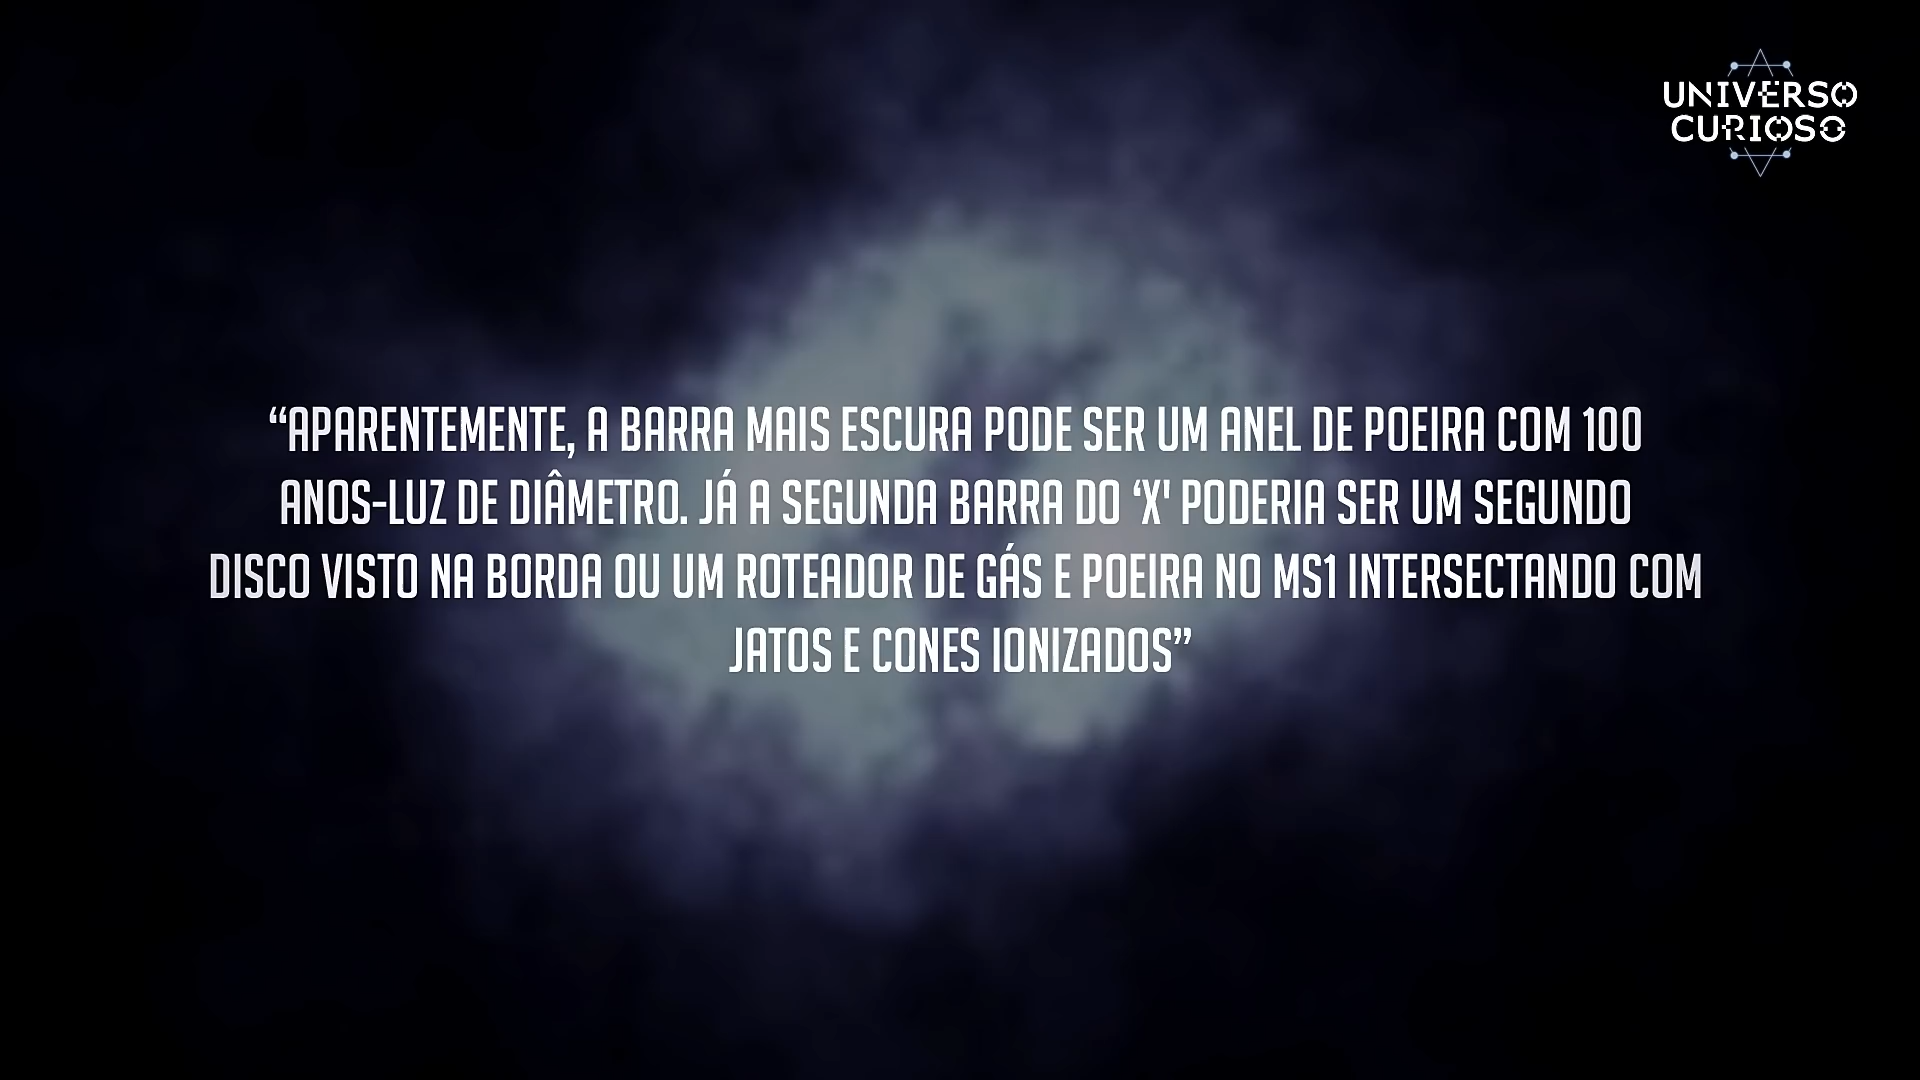 UNIVERSO
CURIOSO
“APARENTEMENTE, A BARRA MAIS ESCURA PODE SER UM ANEL DE POEIRA COM 100
ANOS-LUZ DE DIÂMETRO. JÁ A SEGUNDA BARRA DO ‘X' PODERIA SER UM SEGUNDO
DISCO VISTO NA BORDA OU UM ROTEADOR DE GÁS E POEIRA NO MS1 INTERSECTANDO COM
JATOS E CONES IONIZADOS”